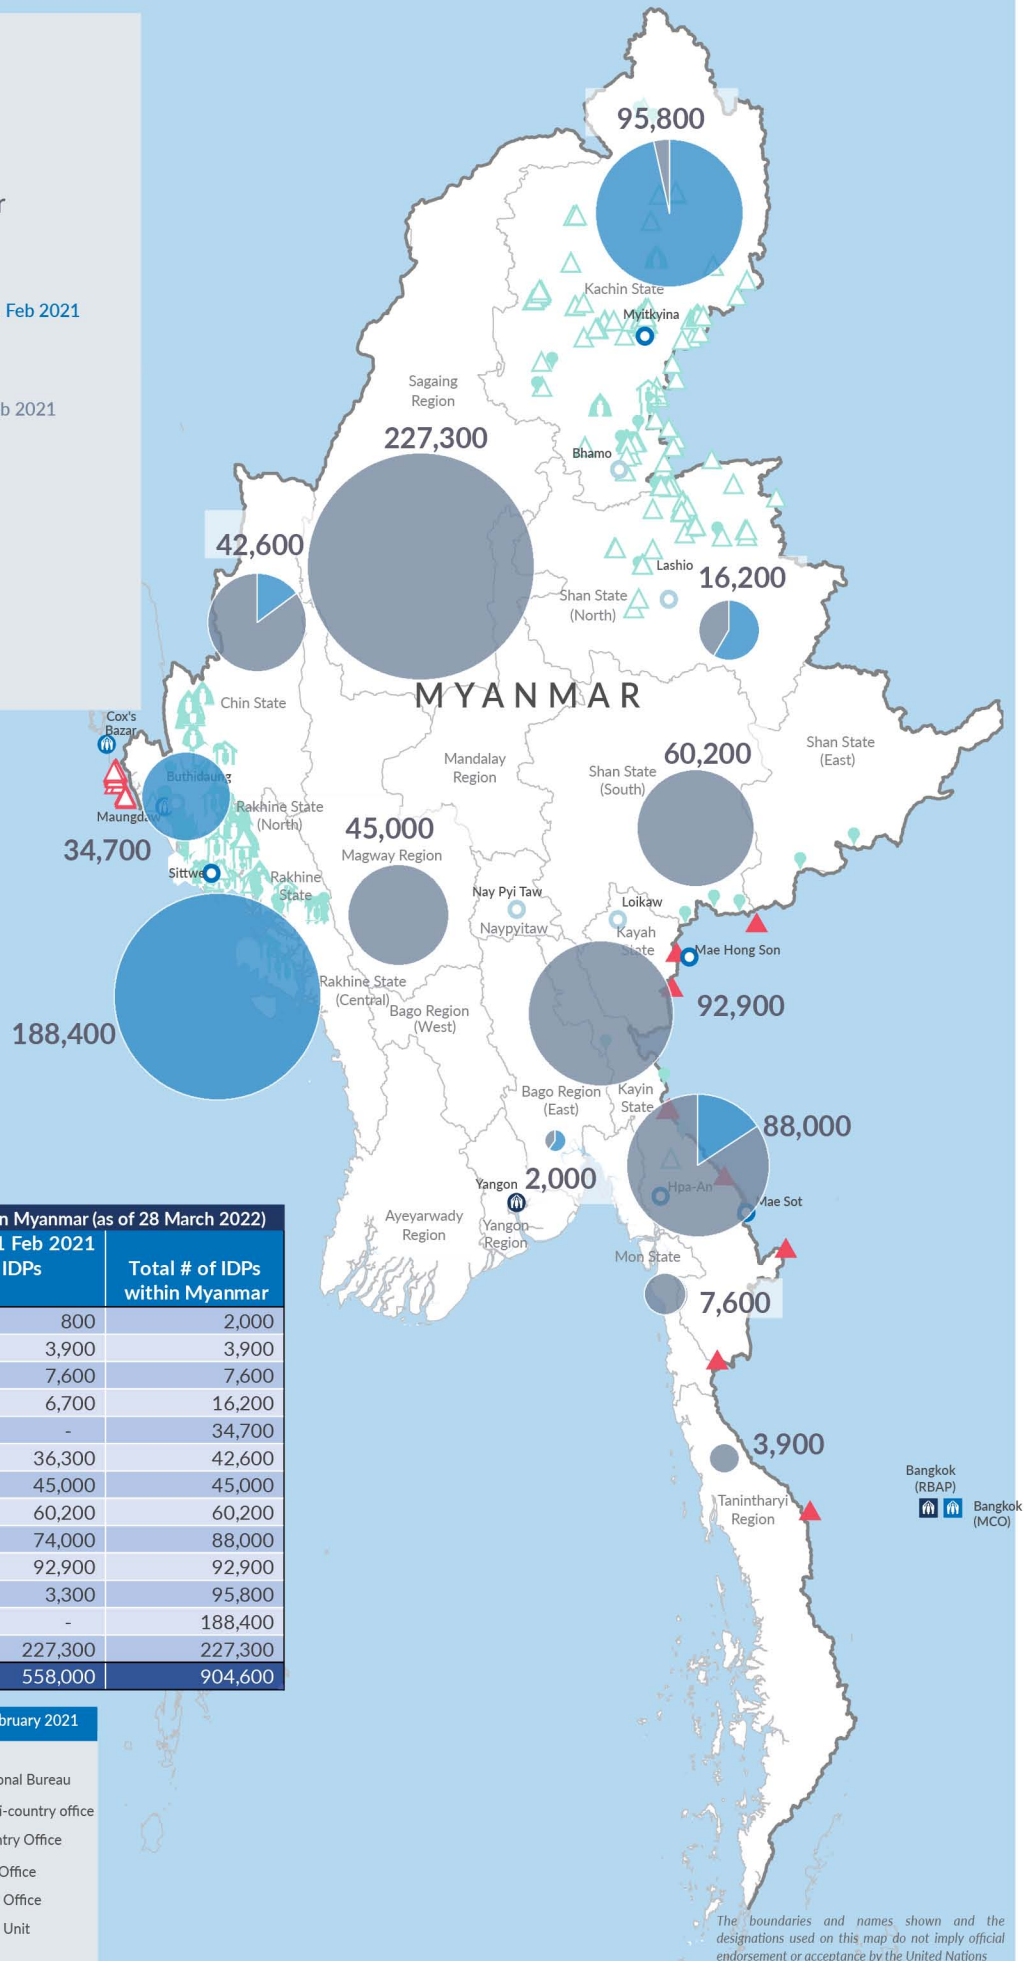 r
Feb 2021
b 2021
95,800
Kachin State
Myitkyina
Sagaing
Region
227,300
Bhamo
42,600
Lashio
16,200
Shan State
(North)
MYANMAR
Chin State
Cox's
Bazar
Buthidaung
Maungdaw
34,700
Rakhine State
(North)
Sittwe
Rakhine
State
Mandalay
Region
Shan State
(South)
60,200
Shan State
(East)
45,000
Magway Region
Nay Pyi Taw
Naypyitaw
Loikaw
Kayah
State
Mae Hong Son
92,900
188,400
Rakhine State
(Central)
Bago Region
(West)
Bago Region
(East)
Kayin
State
88,000
2,000
Yangon
Yangon
Region
Ayeyarwady
Region
Hpa-An
Mae Sot
Mon State
7,600
3,900
Tanintharyi
Region
Bangkok
(RBAP)
Bangkok
(MCO)
n Myanmar (as of 28 March 2022)
1 Feb 2021
IDPs
Total # of IDPs
within Myanmar
800 2,000
3,900 3,900
7,600 7,600
6,700 16,200
- 34,700
36,300 42,600
45,000 45,000
60,200 60,200
74,000 88,000
92,900 92,900
3,300 95,800
- 188,400
227,300 227,300
558,000 904,600
bruary 2021
onal Bureau
i-country office
ntry Office
Office
Office
Unit
The boundaries and names shown and the
designations used on this map do not imply official
endorsement or acceptance by the United Nations